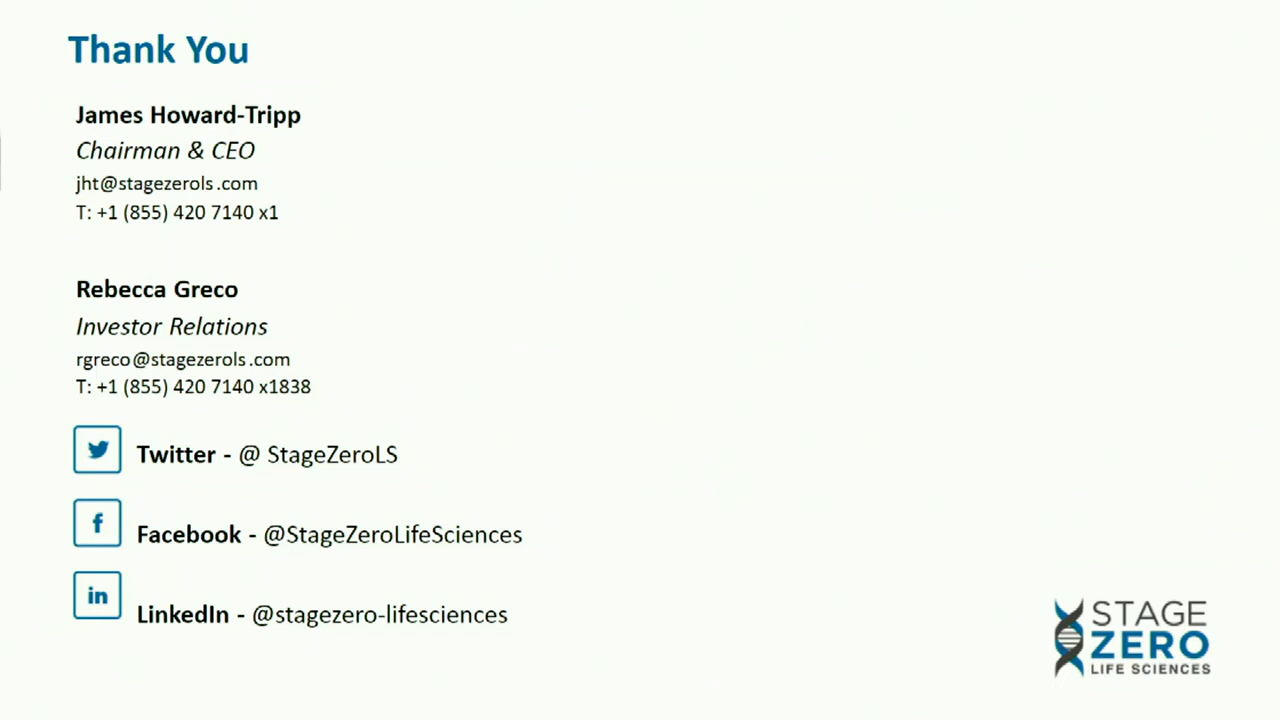 Thank You
James Howard-Tripp
Chairman & CEO
jht@stagezerols.com
T: +1 (855) 420 7140 x1
Rebecca Greco
Investor Relations
rgreco@stagezerols.com
T: +1 (855) 420 7140 x1838
Twitter - @ StageZeroLS
f
Facebook - @StageZeroLifeSciences
in
LinkedIn - @stagezero-lifesciences
STAGE
ZERO
LIFE SCIENCES